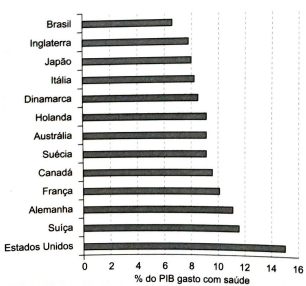 Brasil
Inglaterra
Japão
Itália
Dinamarca
Holanda
Austrália
Suécia
Canadá
França
Alemanha
Suiça
Estados Unidos
0 2 4 6 8 10 12 14 16
% do PIB gasto com saúde